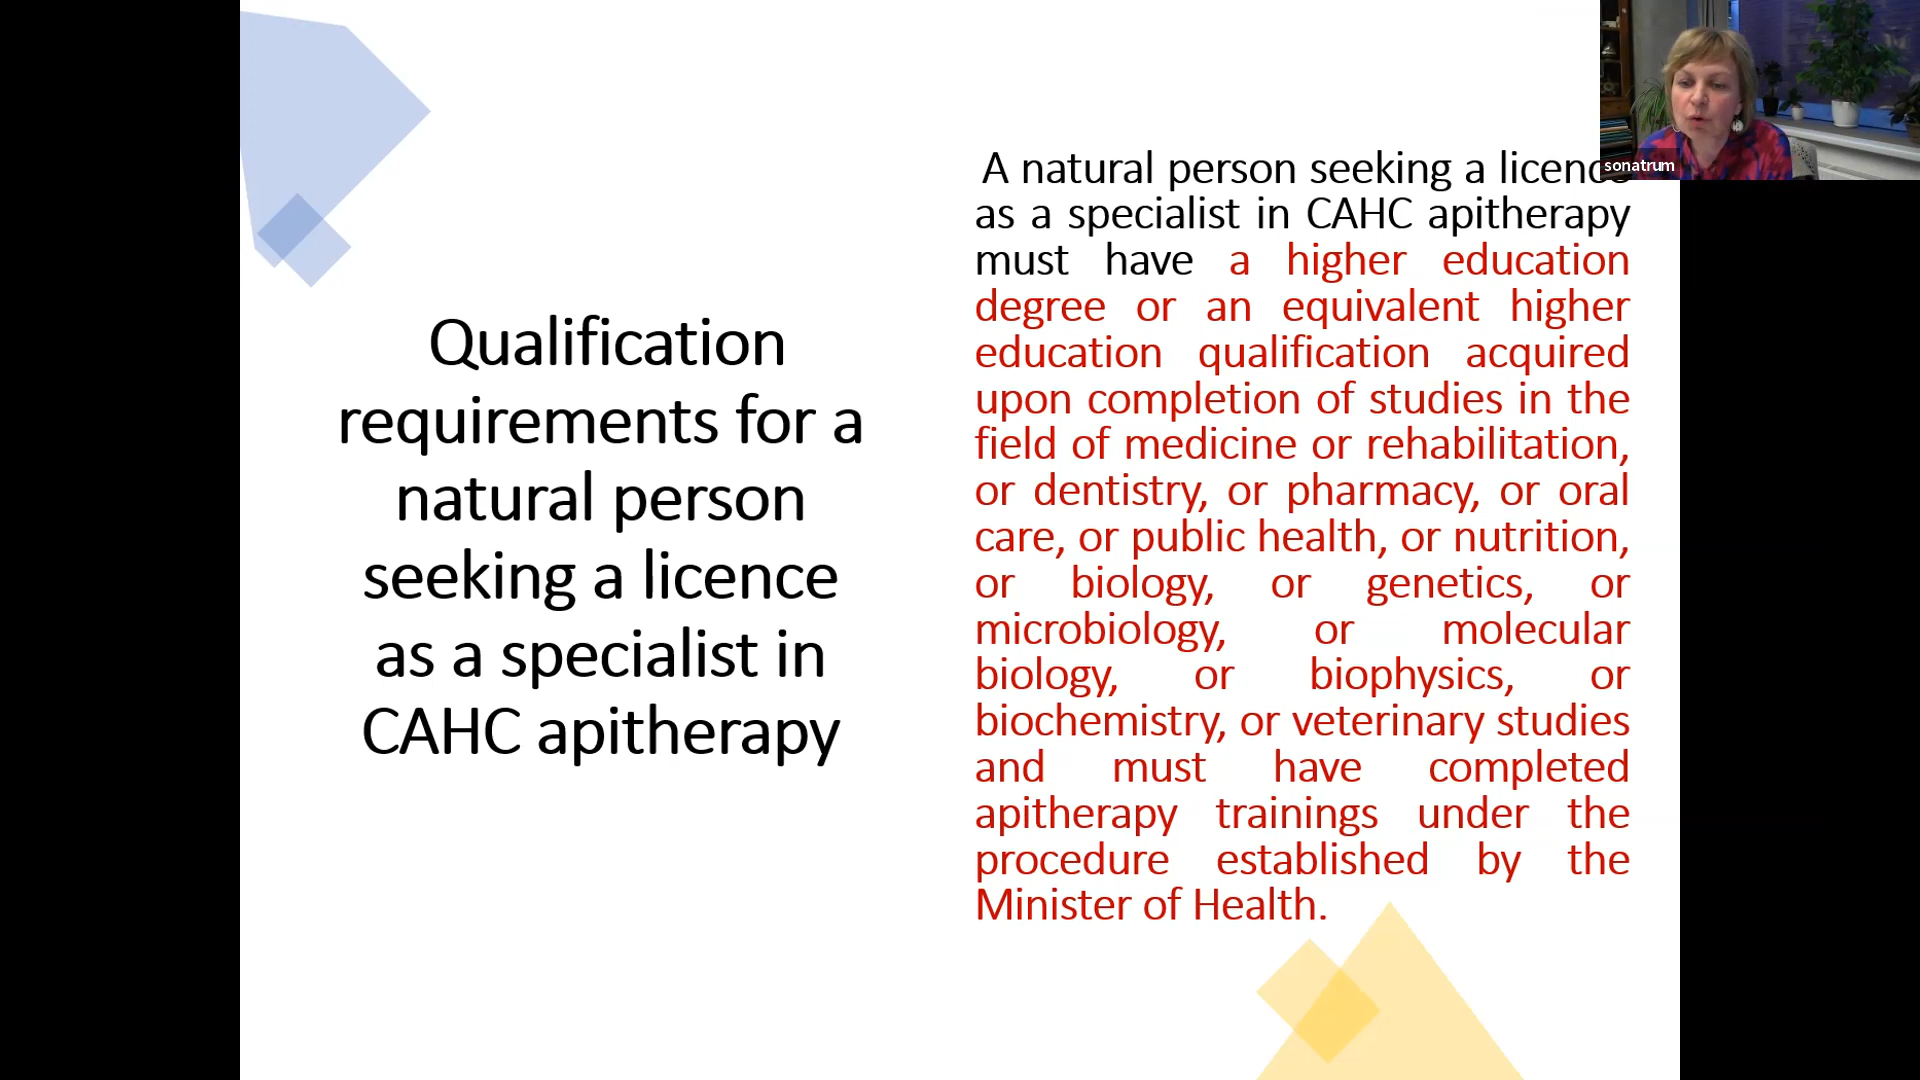 Qualification
requirements for a
natural person
seeking a licence
as a specialist in
CAHC apitherapy
A natural person seeking a licence
as a specialist in CAHC apitherapy
must have a higher education
degree or an equivalent higher
education qualification acquired
upon completion of studies in the
field of medicine or rehabilitation,
or dentistry, or pharmacy, or oral
care, or public health, or nutrition,
or biology, or genetics, or
microbiology, or molecular
biology, or biophysics, or
biochemistry, or veterinary studies
and must have completed
apitherapy trainings under the
procedure established by the
Minister of Health.
sonatrum